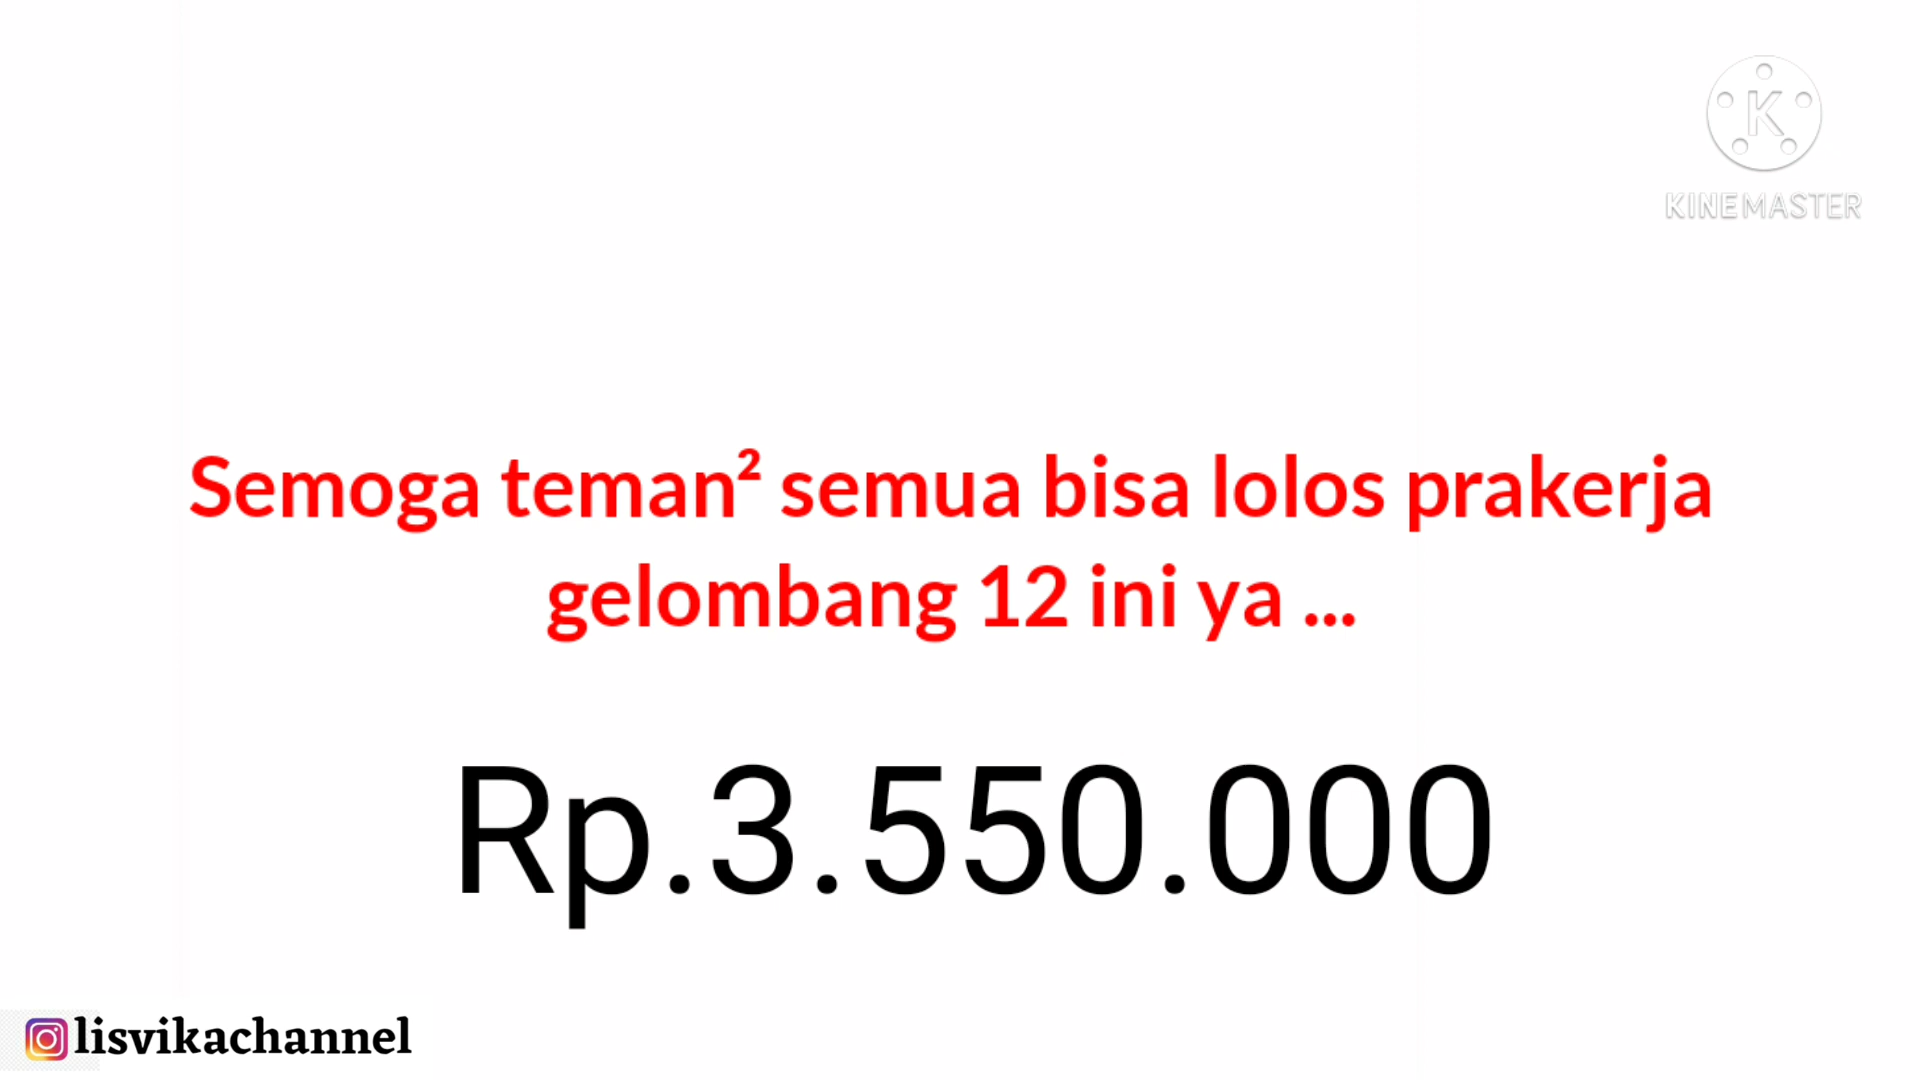 K
KINEMASTER
Semoga teman² semua bisa lolos prakerja
gelombang 12 ini ya ...
Rp.3.550.000
lisvikachannel